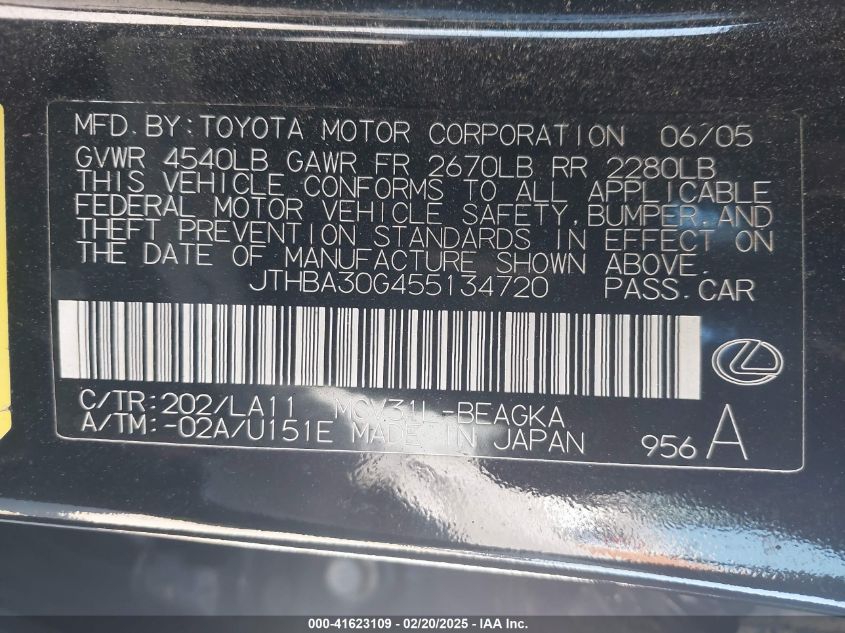 MFD. BY: TOYOTA MOTOR CORPORATION 06/05
GVWR 4540LB GAWR FR 2670LB RR 2280LB
THIS VEHICLE CONFORMS TO ALL APPLICABLE
FEDERAL MOTOR VEHICLE SAFETY, BUMPER, AND
THEFT PREVENTION STANDARDS IN EFFECT ON
THE DATE OF MANUFACTURE SHOWN ABOVE.
JTHBA30G455134720 PASS. CAR
C/TR: 202/LA11 MCV31L-BEAGKA
A/TM: -02A/U151E MADE IN JAPAN 956 A
000-41623109 - 02/20/2025 - IAA Inc.